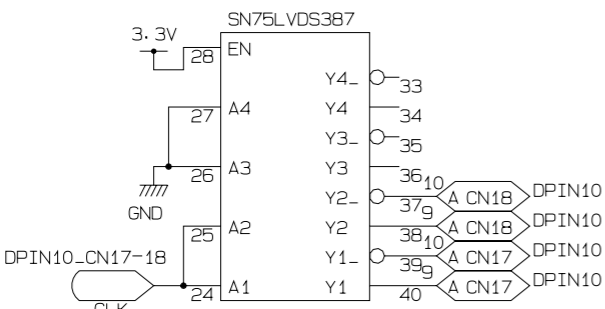 SN75LVDS387
3.3V
28 EN
Y4_ 33
27 A4 Y4 34
Y3_ 35
26 A3 Y3 36
GND
Y2_ 37 10 A CN18 DPIN10
25 A2 Y2 38 9 A CN18 DPIN10
DPIN10_CN17-18
Y1_ 39 10 A CN17 DPIN10
24 A1 Y1 40 9 A CN17 DPIN10
CLK